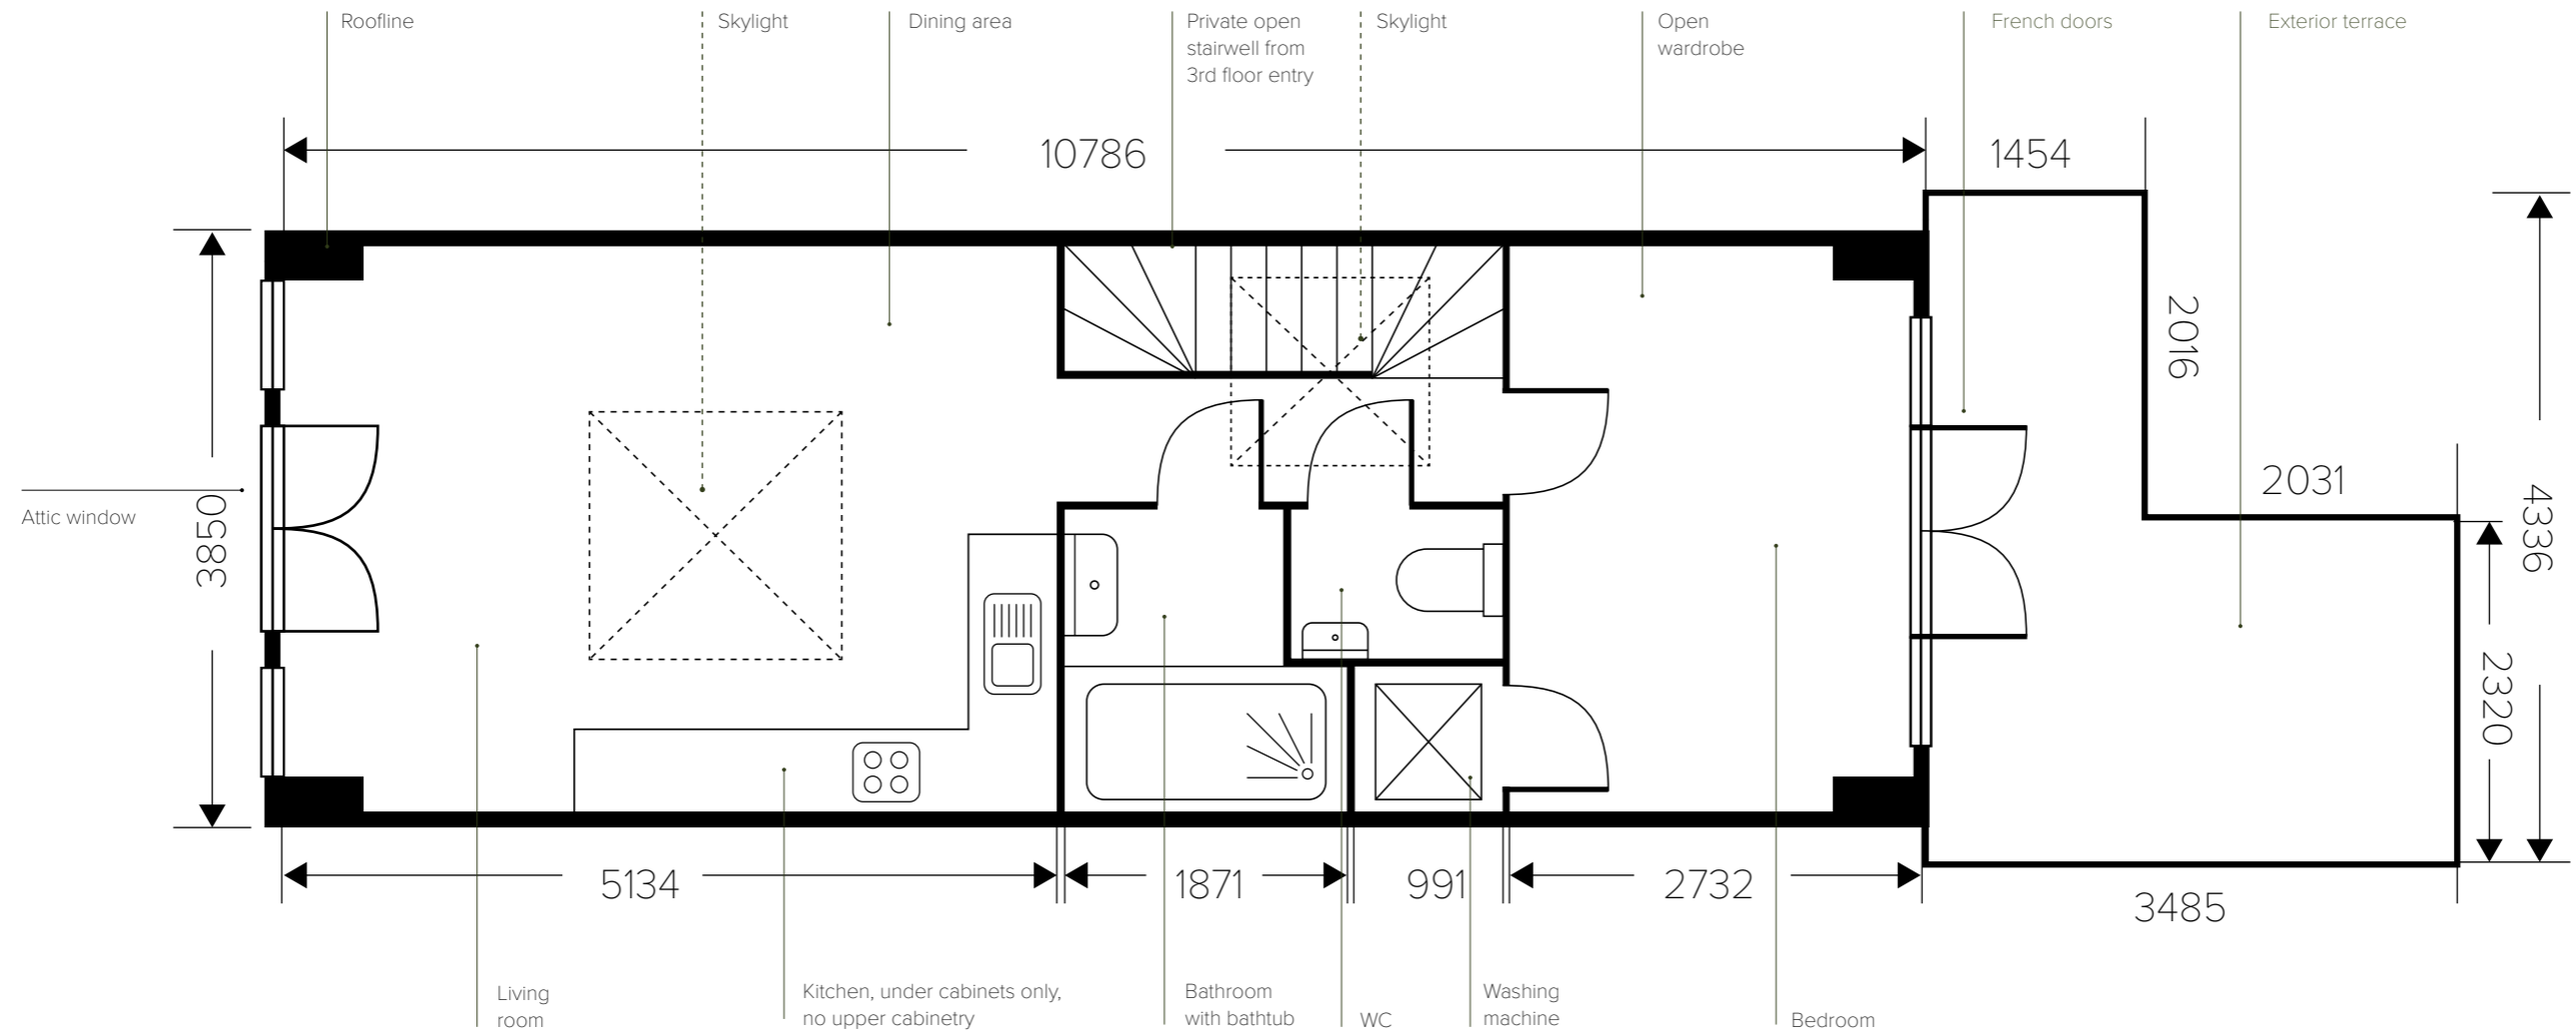 Roofline
Skylight
Dining area
Private open
stairwell from
3rd floor entry
Skylight
Open
wardrobe
French doors
Exterior terrace
10786
1454
2016
2031
4336
2320
Attic window
3850
5134
1871
991
2732
3485
Living
room
Kitchen, under cabinets only,
no upper cabinetry
Bathroom
with bathtub
WC
Washing
machine
Bedroom